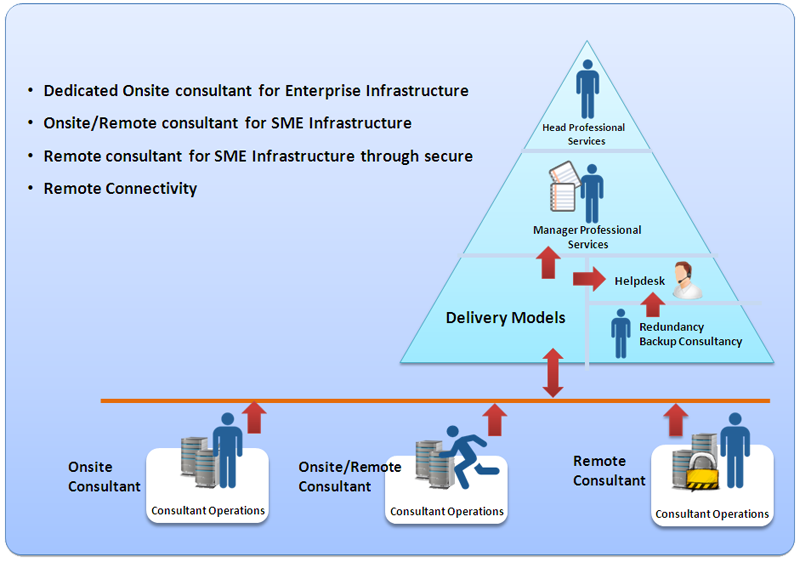 • Dedicated Onsite consultant for Enterprise Infrastructure
• Onsite/Remote consultant for SME Infrastructure
• Remote consultant for SME Infrastructure through secure
• Remote Connectivity
Head Professional
Services
Manager Professional
Services
Helpdesk
Delivery Models
Redundancy
Backup Consultancy
Onsite
Consultant
Consultant Operations
Onsite/Remote
Consultant
Consultant Operations
Remote
Consultant
Consultant Operations